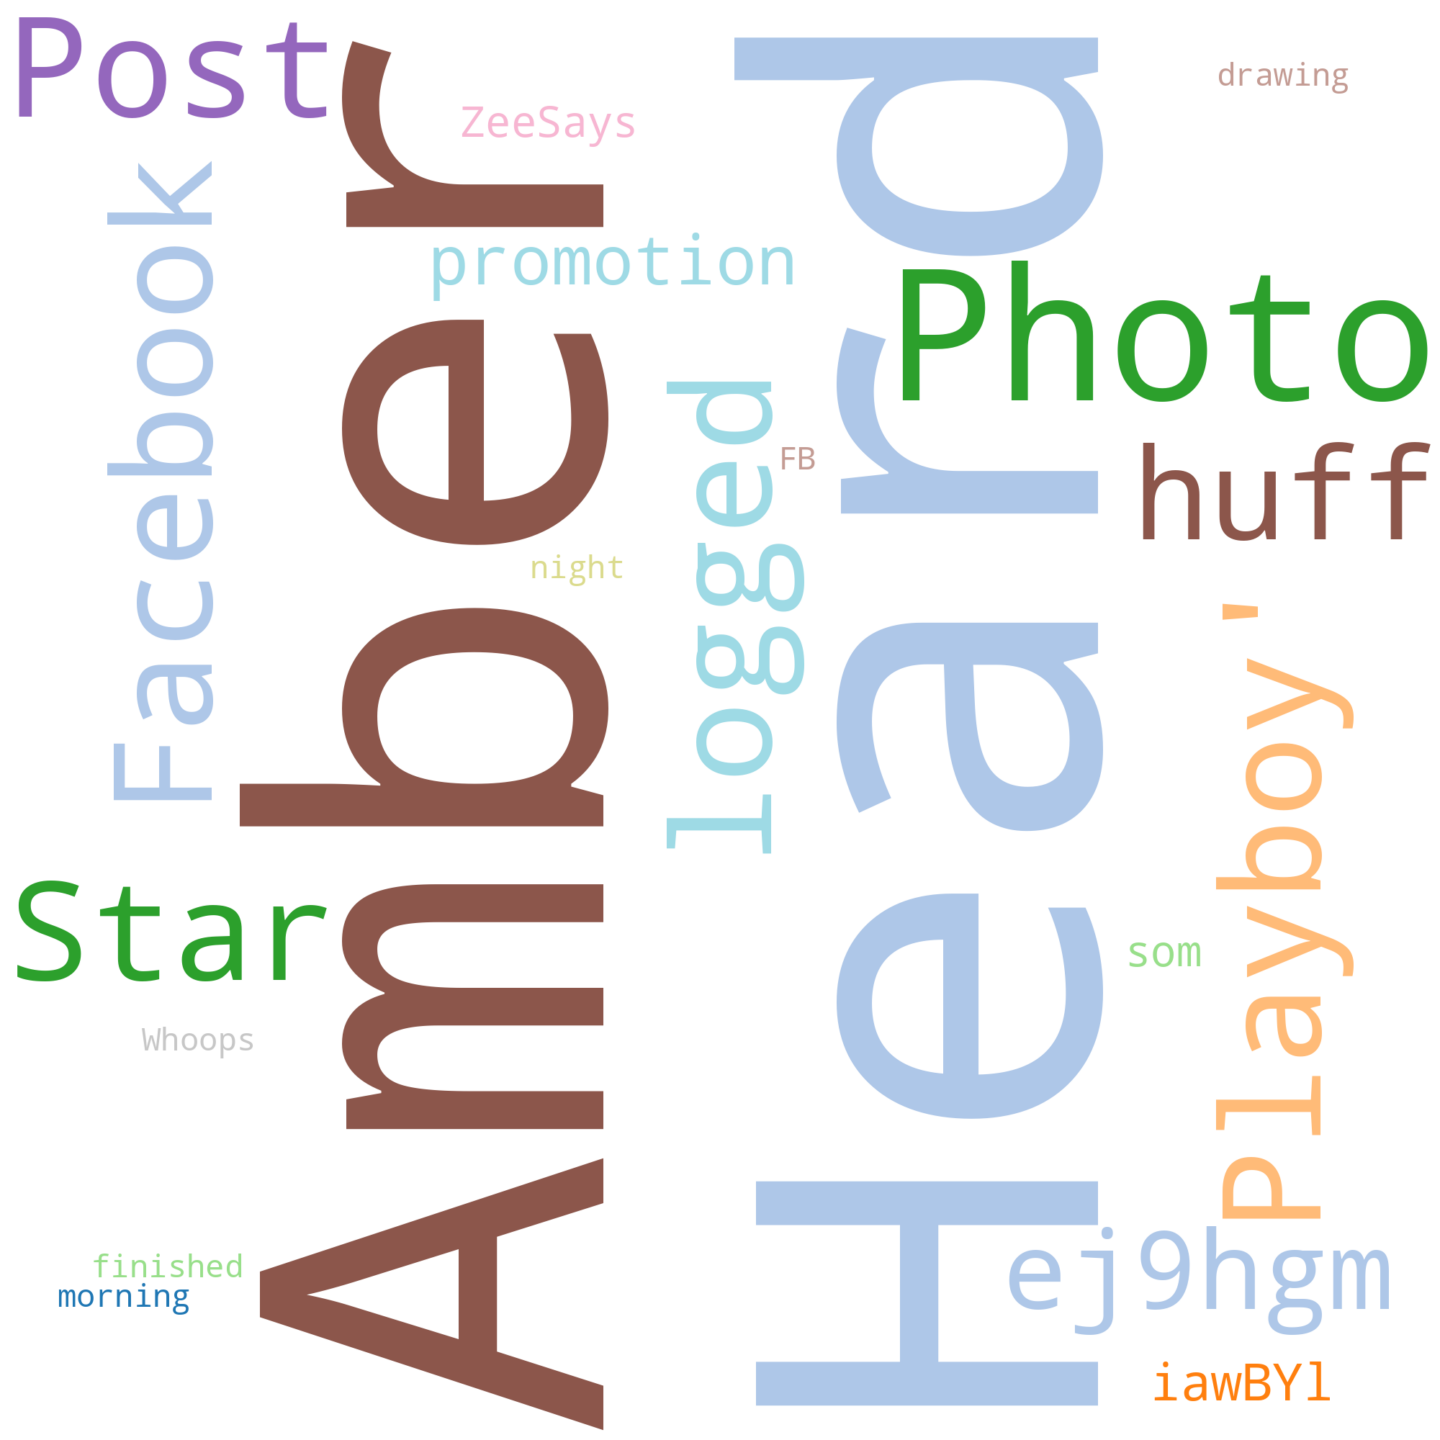 Post
drawing
ZeeSays
Facebook
Amber
promotion
Heard
Photo
logged
FB
huff
night
Playboy'
Star
som
Whoops
finished
morning
ej9hgm
iawBYl